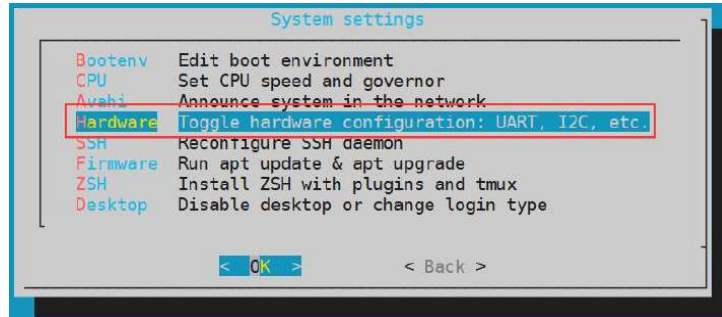 System settings
Bootenv Edit boot environment
CPU Set CPU speed and governor
Avahi Announce system in the network
Hardware Toggle hardware configuration: UART, I2C, etc.
SSH Reconfigure SSH daemon
Firmware Run apt update & apt upgrade
ZSH Install ZSH with plugins and tmux
Desktop Disable desktop or change login type
< OK > < Back >